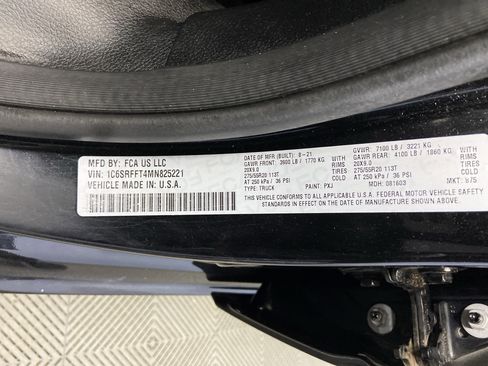 MFD BY: FCA US LLC
VIN: 1C6SRFFT4MN825221
VEHICLE MADE IN U.S.A.
DATE OF MFR (BUILT): 8-21
GAWR FRONT: 3900 LB / 1770 KG WITH
20X9.0 RIMS
275/55R20 113T TIRES
AT 250 kPa / 36 PSI
TYPE: TRUCK PAINT: PXJ
GVWR: 7100 LB / 3221 KG
GAWR REAR: 4100 LB / 1860 KG WITH
20X9.0 RIMS
275/55R20 113T TIRES
AT 250 kPa / 36 PSI
MDH: 081603 MKT:
THIS VEHICLE CONFORMS TO ALL APPLICABLE U.S.A. FEDERAL MOTOR VEHICLE SAFETY
STANDARDS IN EFFECT ON THE DATE OF MANUFACTURE SHOWN ABOVE.